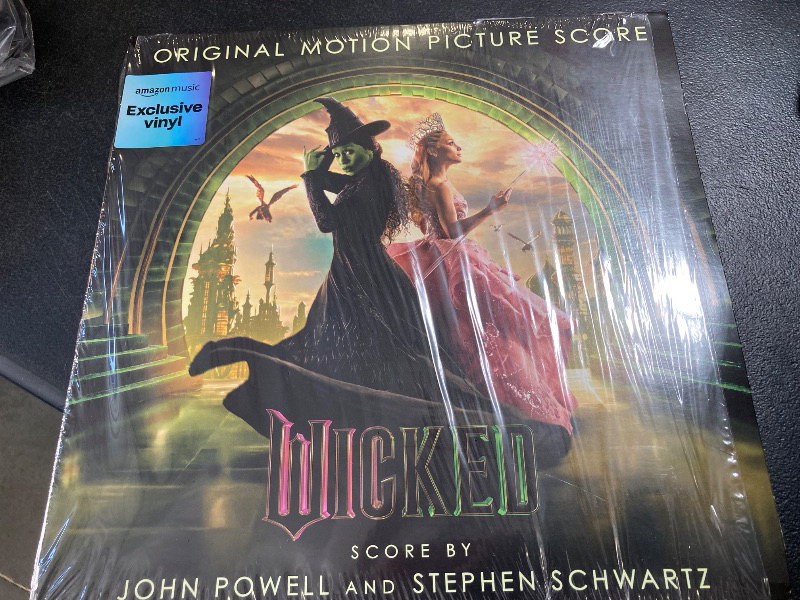 ORIGINAL MOTION PICTURE SCORE
amazon music
Exclusive
vinyl
WICKED
SCORE BY
JOHN POWELL AND STEPHEN SCHWARTZ